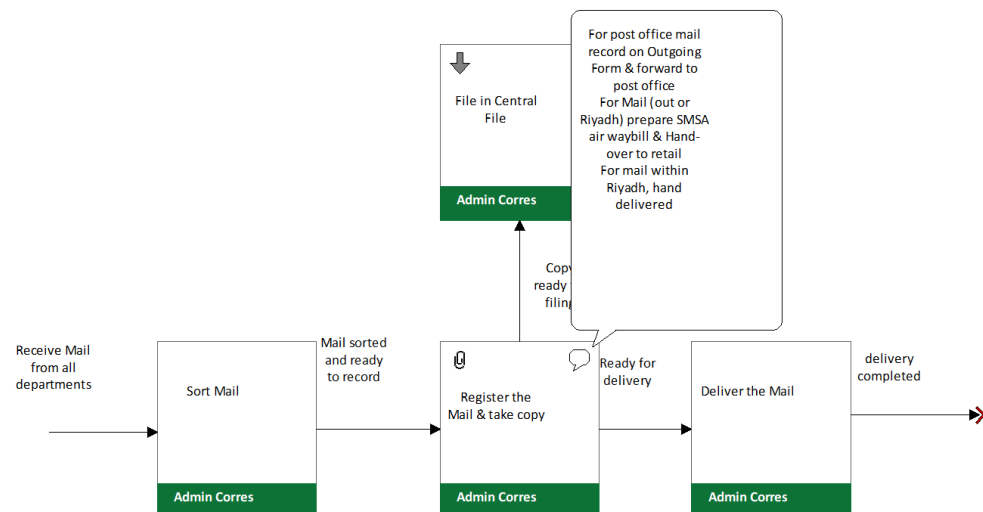 For post office mail
record on Outgoing
Form & forward to
post office
For Mail (out or
Riyadh) prepare SMSA
air waybill & Hand-
over to retail
For mail within
Riyadh, hand
delivered
File in Central
File
Admin Corres
ready
Receive Mail
from all
departments
Mail sorted
and ready
to record
Ready for
delivery
delivery
completed
Sort Mail
Register the
Mail & take copy
Deliver the Mail
Admin Corres
Admin Corres
Admin Corres